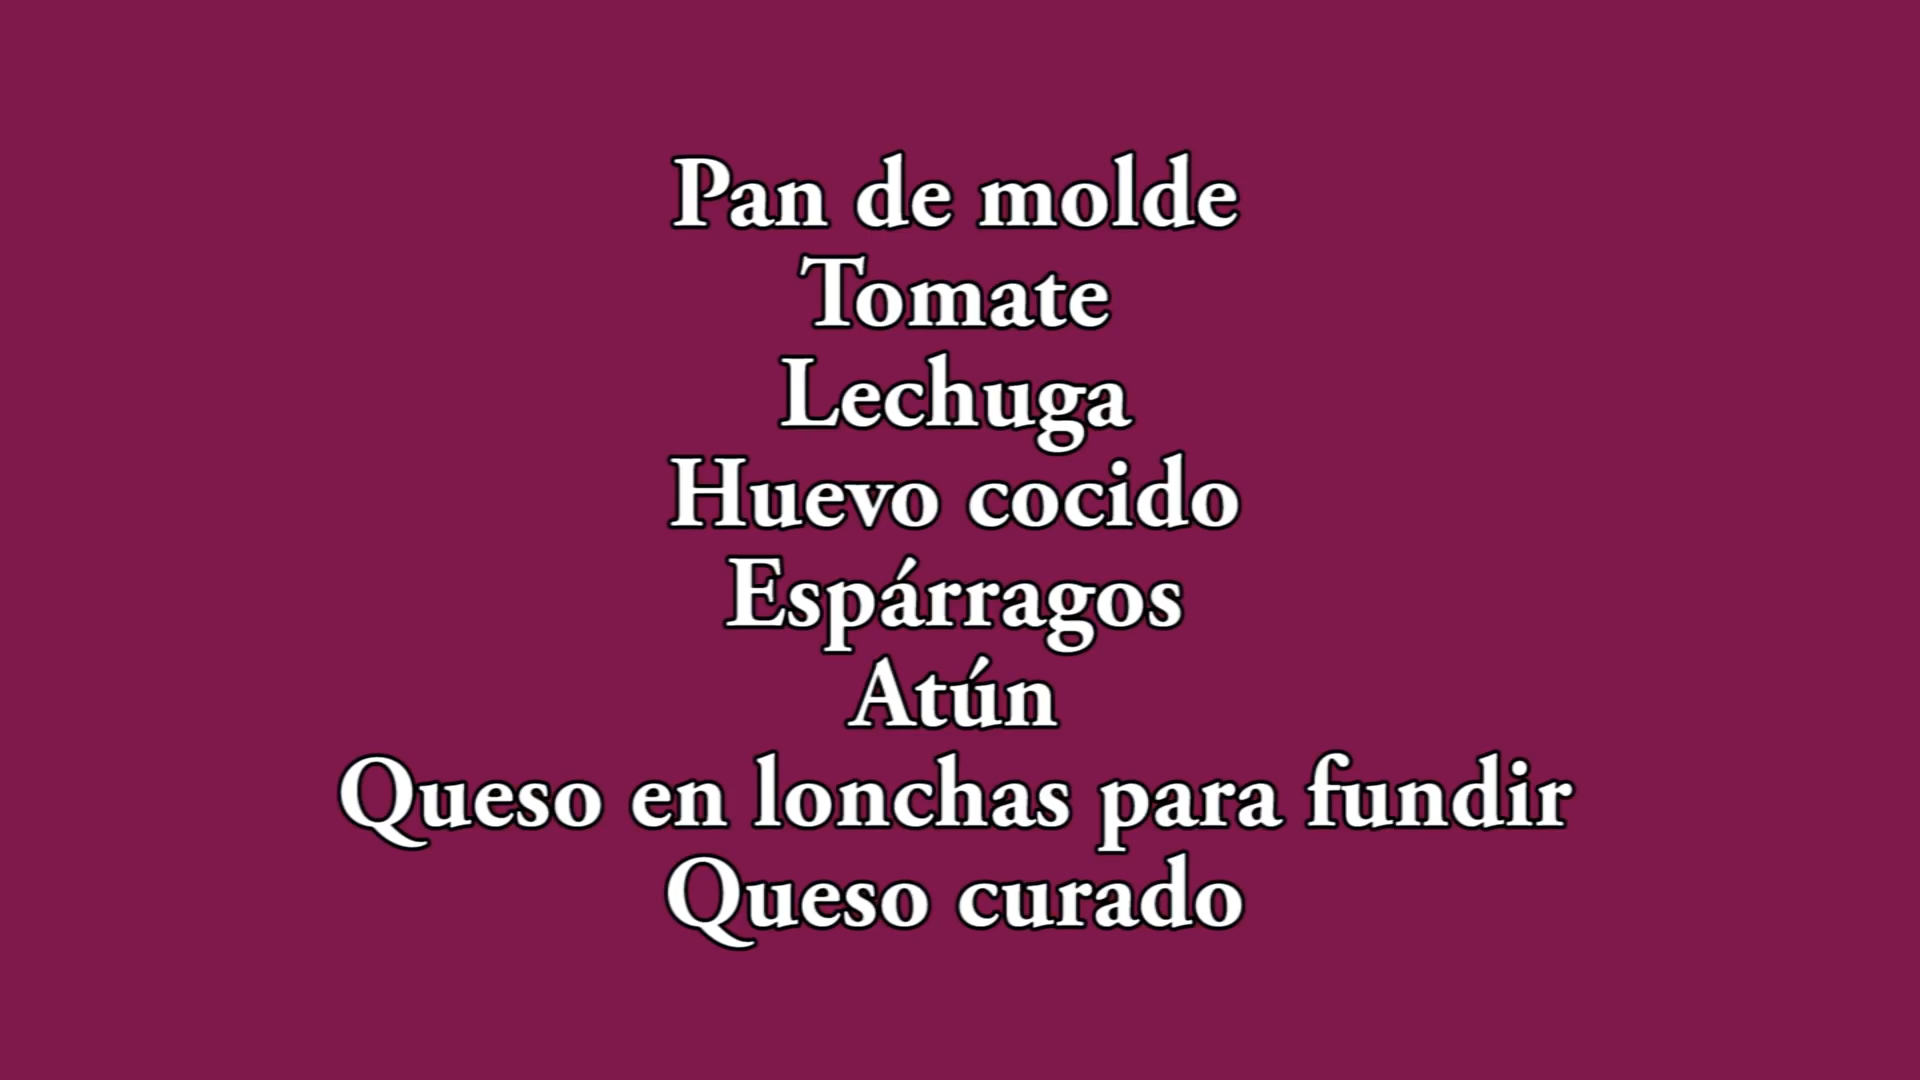 Pan de molde
Tomate
Lechuga
Huevo cocido
Espárragos
Atún
Queso en lonchas para fundir
Queso curado